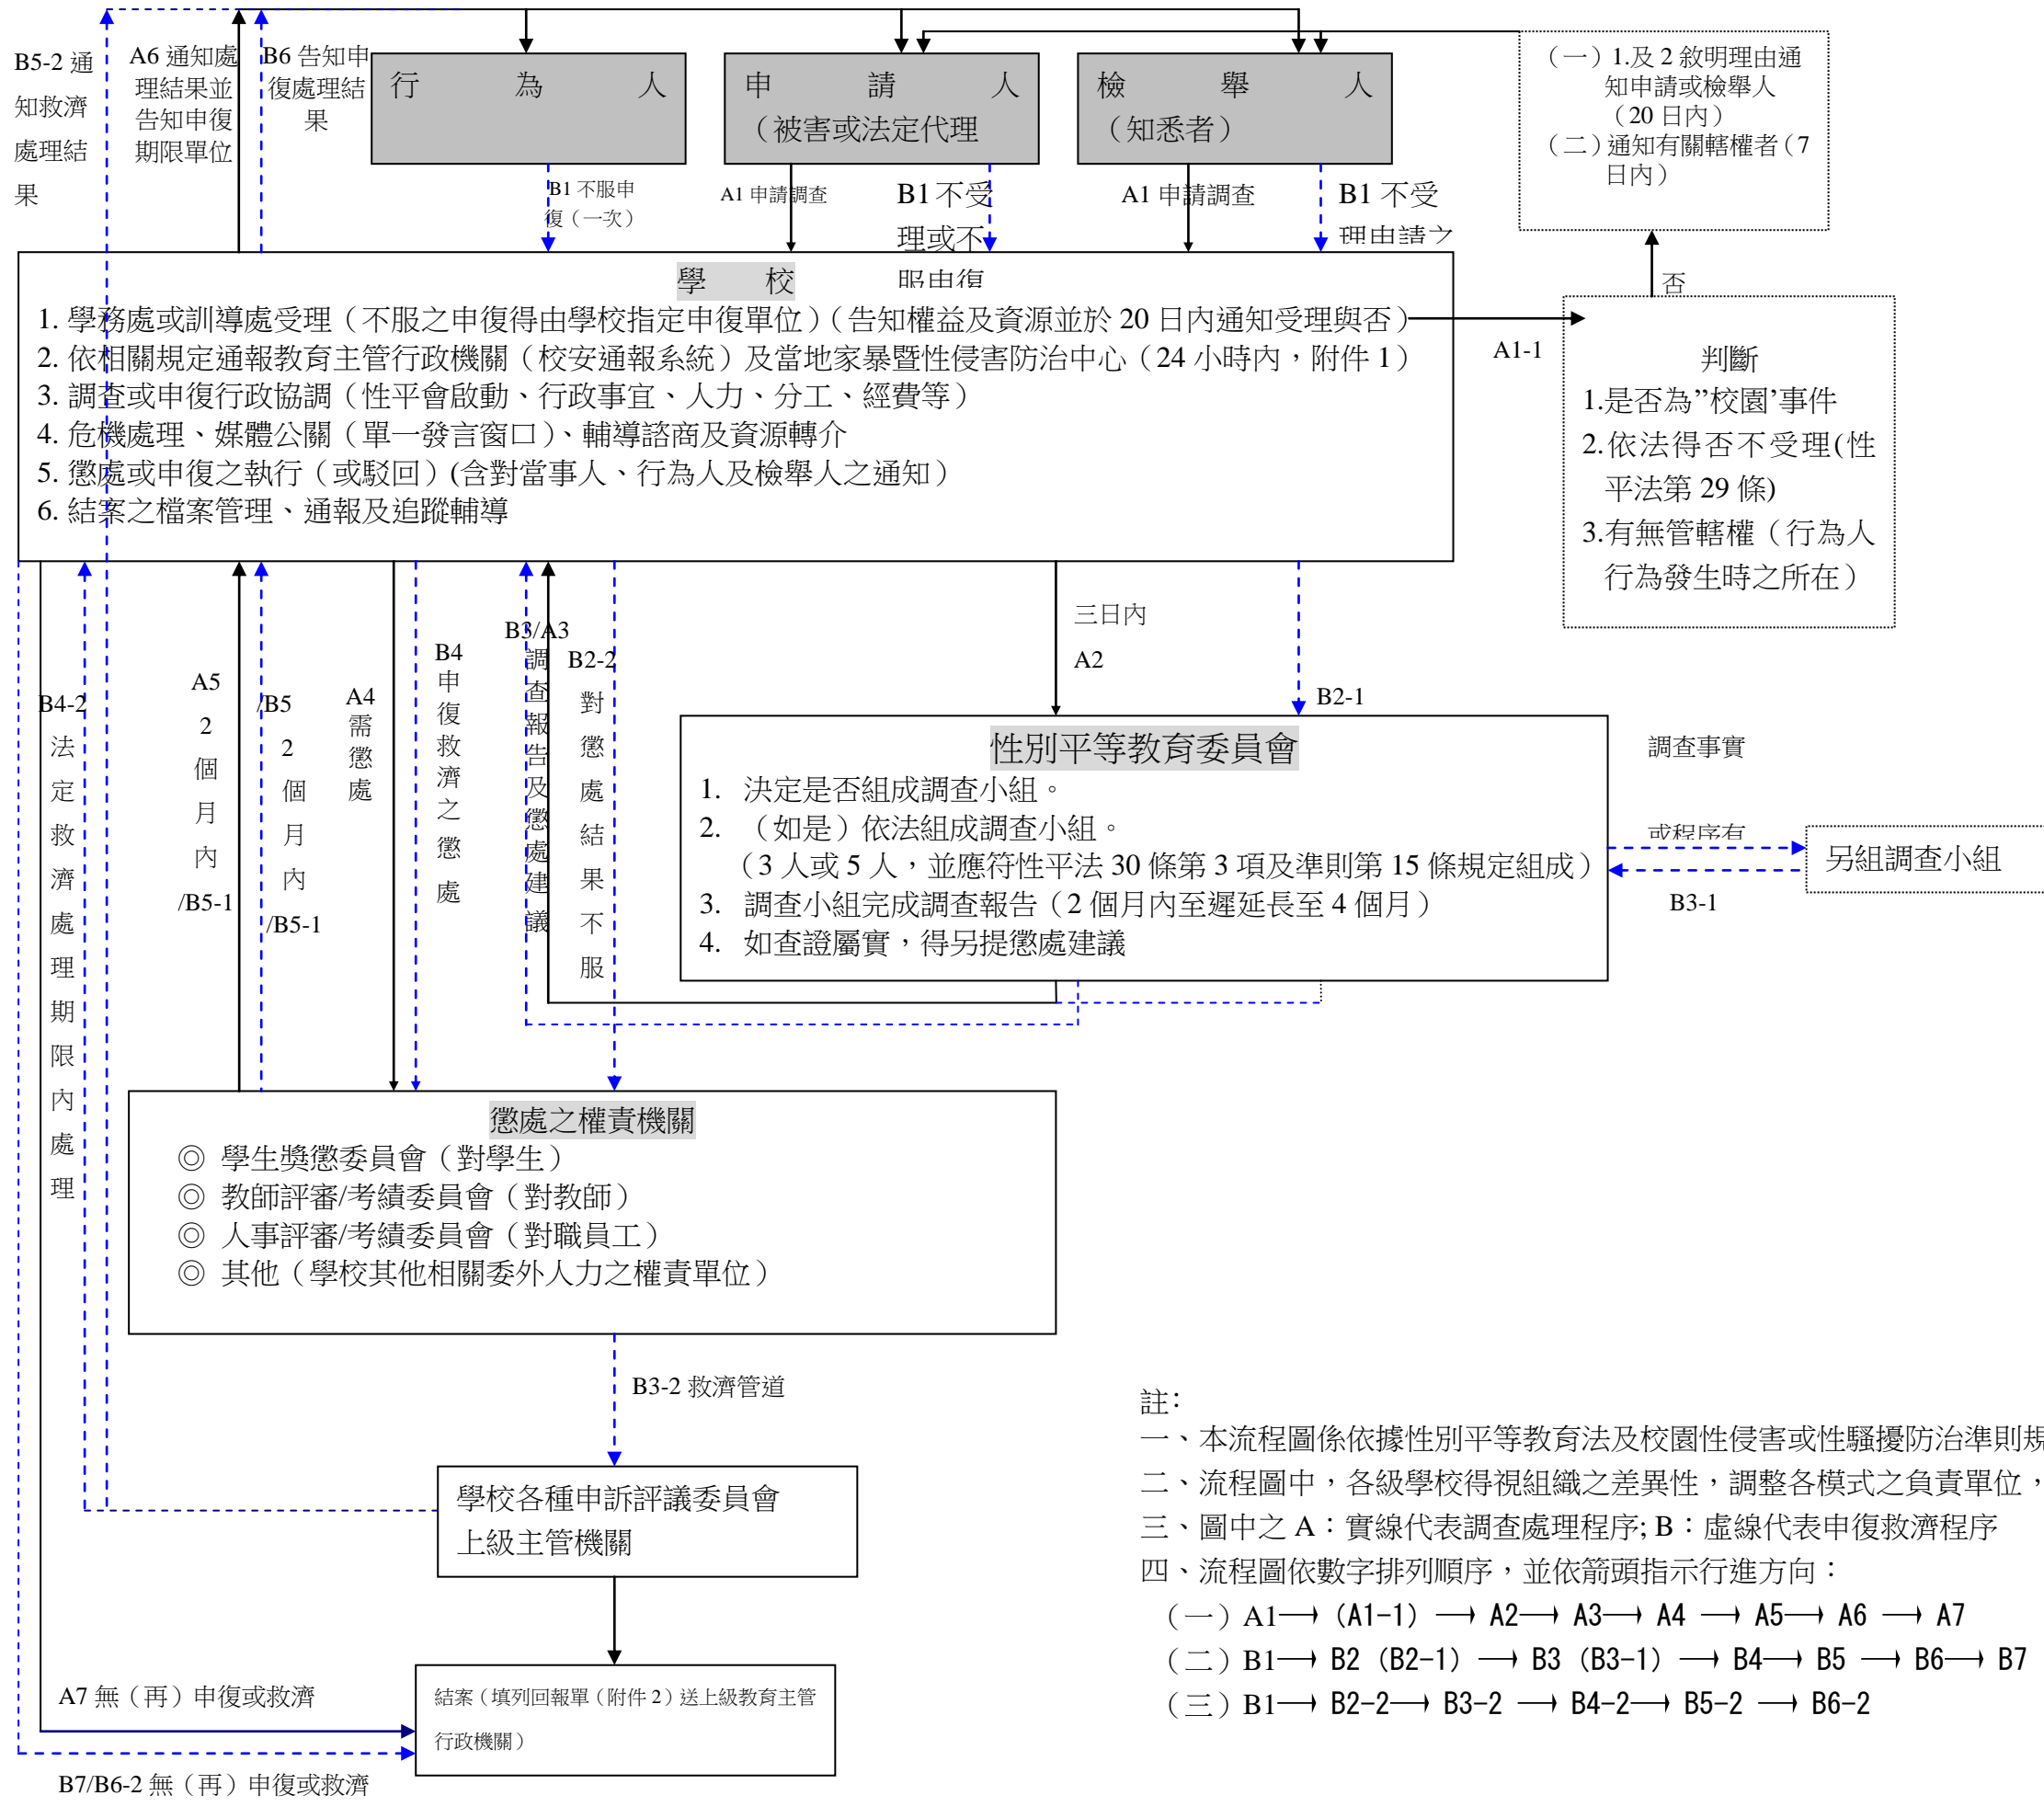 B5-2 通
知救濟
處理結
果
A6 通知處
理結果並
告知申復
期限單位
B6 告知申
復處理結
果
行 為 人
申 請 人
（被害或法定代理
檢 舉 人
（知悉者）
（一）1.及 2 敘明理由通
知申請或檢舉人
（20 日內）
（二）通知有關轄權者（7
日內）
B1 不服申
復（一次）
A1 申請調查
B1 不受
理或不
服申復
A1 申請調查
B1 不受
理申請之
否
學 校
1. 學務處或訓導處受理（不服之申復得由學校指定申復單位）（告知權益及資源並於 20 日內通知受理與否）
2. 依相關規定通報教育主管行政機關（校安通報系統）及當地家暴暨性侵害防治中心（24 小時內，附件 1）
3. 調查或申復行政協調（性平會啟動、行政事宜、人力、分工、經費等）
4. 危機處理、媒體公關（單一發言窗口）、輔導諮商及資源轉介
5. 懲處或申復之執行（或駁回）(含對當事人、行為人及檢舉人之通知）
6. 結案之檔案管理、通報及追蹤輔導
A1-1
判斷
1.是否為”校園’事件
2.依法得否不受理(性
平法第 29 條)
3.有無管轄權（行為人
行為發生時之所在）
B4-2
法定救濟處理期限內處理
A5
2
個
月
內
/B5-1
/B5
2
個
月
內
/B5-1
A4
需
懲
處
B4
申
復
救
濟
之
懲
處
B3/A3
調查報告及懲處建議
B2-2
對
懲
處
結
果
不
服
三日內
A2
B2-1
性別平等教育委員會
1. 決定是否組成調查小組。
2. （如是）依法組成調查小組。
（3 人或 5 人，並應符性平法 30 條第 3 項及準則第 15 條規定組成）
3. 調查小組完成調查報告（2 個月內至遲延長至 4 個月）
4. 如查證屬實，得另提懲處建議
調查事實
或程序有
另組調查小組
B3-1
懲處之權責機關
◎ 學生獎懲委員會（對學生）
◎ 教師評審/考績委員會（對教師）
◎ 人事評審/考績委員會（對職員工）
◎ 其他（學校其他相關委外人力之權責單位）
B3-2 救濟管道
學校各種申訴評議委員會
上級主管機關
A7 無（再）申復或救濟
結案（填列回報單（附件 2）送上級教育主管
行政機關）
B7/B6-2 無（再）申復或救濟
註：
一、本流程圖係依據性別平等教育法及校園性侵害或性騷擾防治準則規
二、流程圖中，各級學校得視組織之差異性，調整各模式之負責單位，
三、圖中之 A：實線代表調查處理程序; B：虛線代表申復救濟程序
四、流程圖依數字排列順序，並依箭頭指示行進方向：
（一）A1→ (A1-1) → A2→ A3→ A4 → A5→ A6 → A7
（二）B1→ B2 (B2-1) → B3 (B3-1) → B4→ B5 → B6→ B7
（三）B1→ B2-2→ B3-2 → B4-2→ B5-2 → B6-2